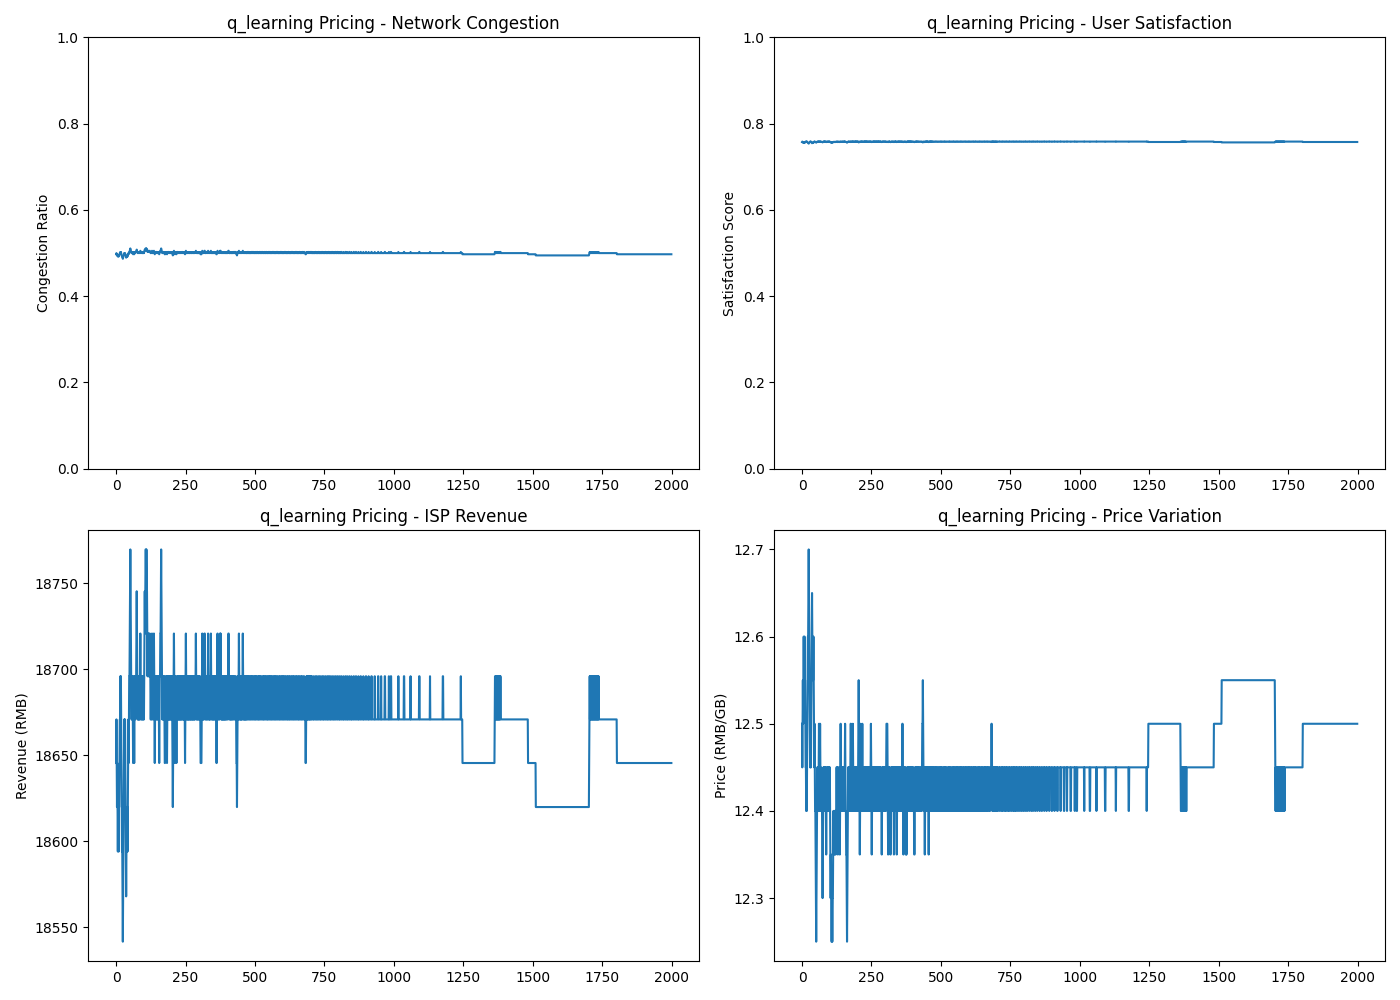 q_learning Pricing - Network Congestion
Congestion Ratio
1.0
0.8
0.6
0.4
0.2
0.0
0 250 500 750 1000 1250 1500 1750 2000
q_learning Pricing - User Satisfaction
Satisfaction Score
1.0
0.8
0.6
0.4
0.2
0.0
0 250 500 750 1000 1250 1500 1750 2000
q_learning Pricing - ISP Revenue
Revenue (RMB)
18750
18700
18650
18600
18550
0 250 500 750 1000 1250 1500 1750 2000
q_learning Pricing - Price Variation
Price (RMB/GB)
12.7
12.6
12.5
12.4
12.3
0 250 500 750 1000 1250 1500 1750 2000